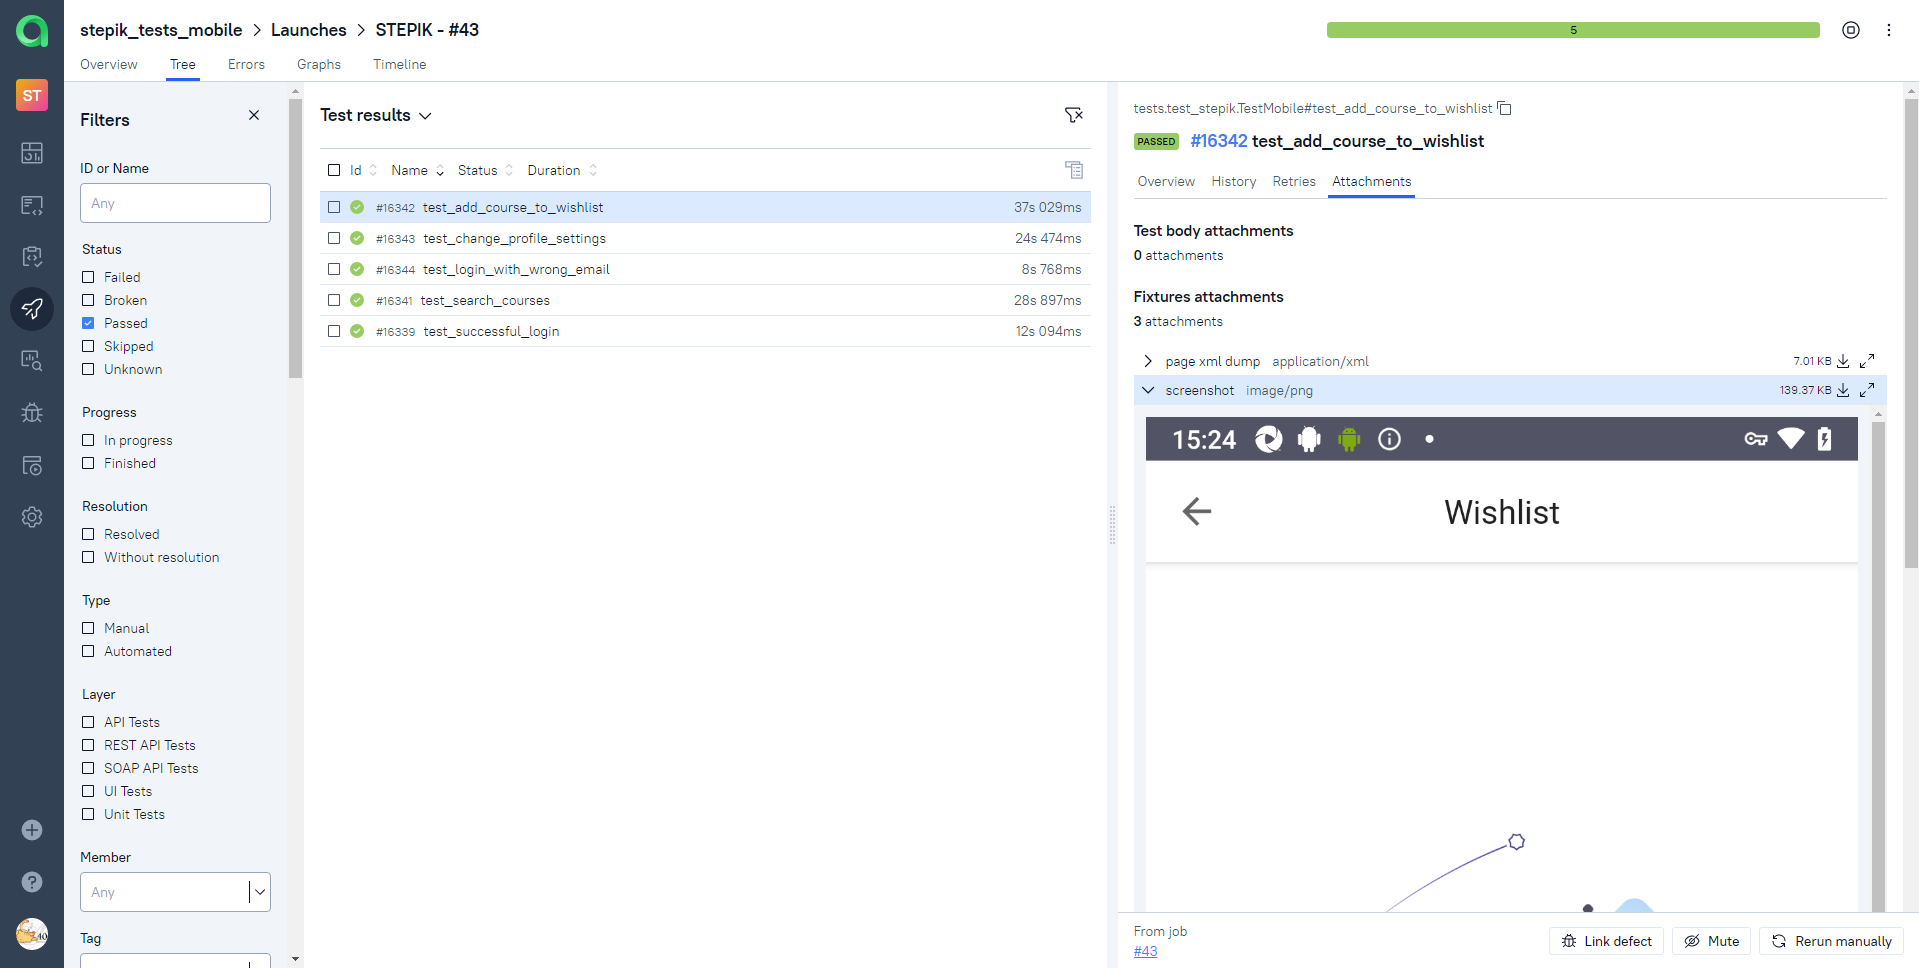 stepik_tests_mobile > Launches > STEPIK - #43
5
Overview Tree Errors Graphs Timeline
ST
Filters
ID or Name
Any
Status
Failed
Broken
Passed
Skipped
Unknown
Progress
In progress
Finished
Resolution
Resolved
Without resolution
Type
Manual
Automated
Layer
API Tests
REST API Tests
SOAP API Tests
UI Tests
Unit Tests
Member
Any
Tag
Test results
Id Name Status Duration
#16342 test_add_course_to_wishlist 37s 029ms
#16343 test_change_profile_settings 24s 474ms
#16344 test_login_with_wrong_email 8s 768ms
#16341 test_search_courses 28s 897ms
#16339 test_successful_login 12s 094ms
tests.test_stepik.TestMobile#test_add_course_to_wishlist
PASSED #16342 test_add_course_to_wishlist
Overview History Retries Attachments
Test body attachments
0 attachments
Fixtures attachments
3 attachments
page xml dump application/xml 7.01 KB
screenshot image/png 139.37 KB
15:24
Wishlist
From job
#43
Link defect Mute Rerun manually